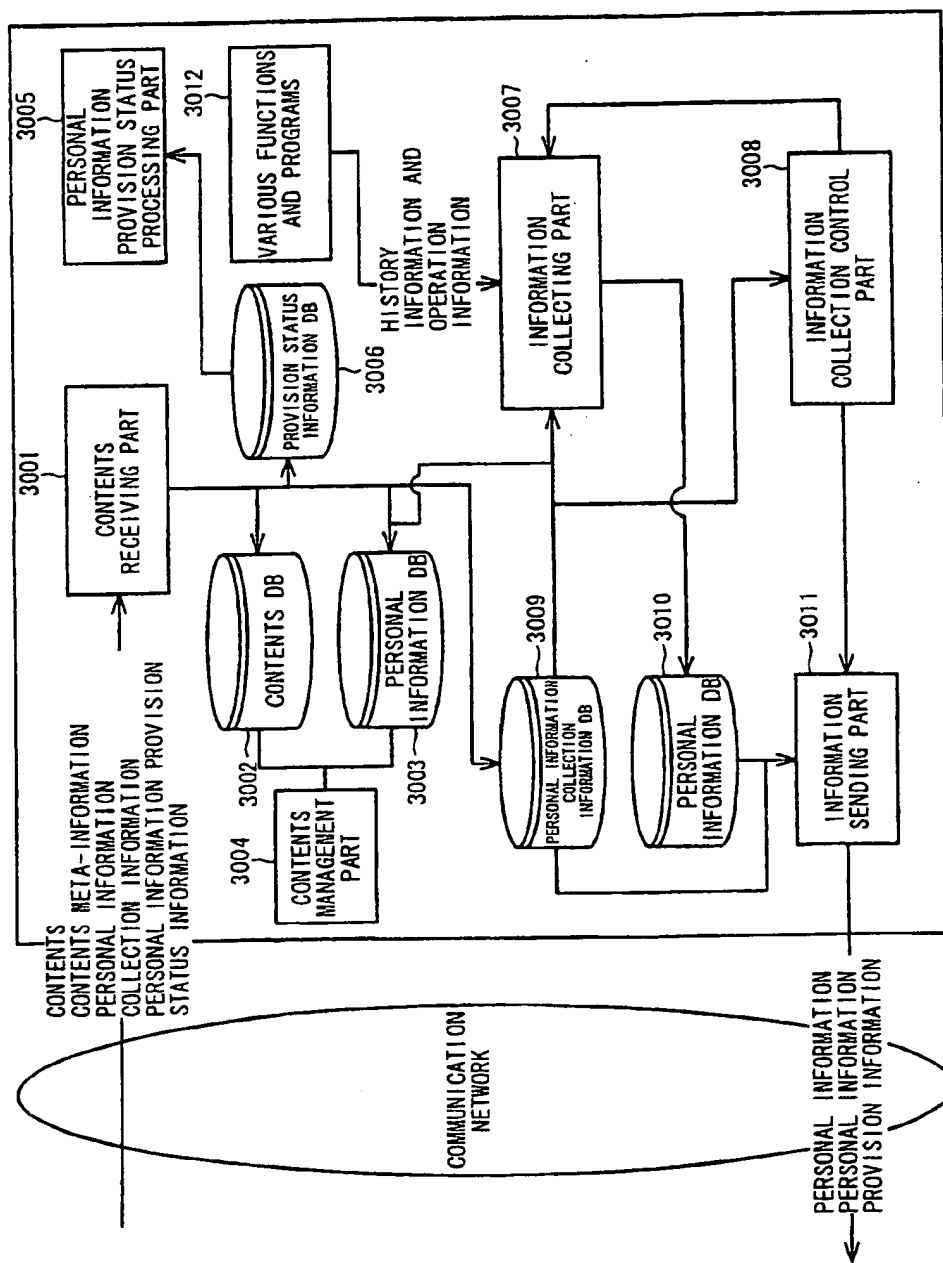 CONTENTS
CONTENTS META-INFORMATION
PERSONAL INFORMATION
COLLECTION INFORMATION
PERSONAL INFORMATION PROVISION
STATUS INFORMATION
3001
CONTENTS
RECEIVING PART
3005
PERSONAL
INFORMATION
PROVISION STATUS
PROCESSING PART
3002
CONTENTS DB
PROVISION STATUS
INFORMATION DB
3006
3012
VARIOUS FUNCTIONS
AND PROGRAMS
3004
CONTENTS
MANAGEMENT
PART
3003
PERSONAL
INFORMATION DB
HISTORY
INFORMATION AND
OPERATION
INFORMATION
COMMUNICATION
NETWORK
3009
PERSONAL INFORMATION
COLLECTION
INFORMATION DB
3007
INFORMATION
COLLECTING PART
3010
PERSONAL
INFORMATION DB
3011
INFORMATION
SENDING PART
3008
INFORMATION
COLLECTION CONTROL
PART
PERSONAL INFORMATION
PERSONAL INFORMATION
PROVISION INFORMATION